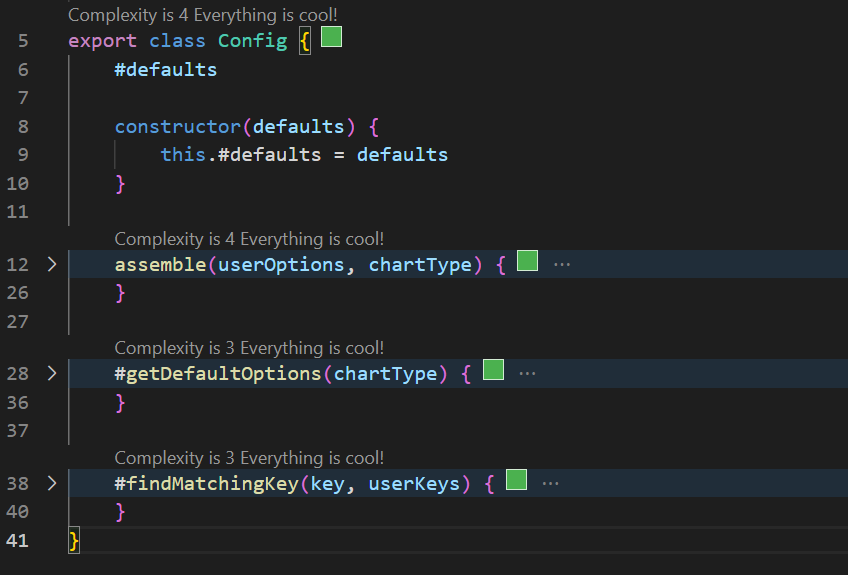 Complexity is 4 Everything is cool!
5 export class Config {
6 #defaults
7
8 constructor(defaults) {
9 this.#defaults = defaults
10 }
11
Complexity is 4 Everything is cool!
12 > assemble(userOptions, chartType) { ···
26 }
27
Complexity is 3 Everything is cool!
28 > #getDefaultOptions(chartType) { ···
36 }
37
Complexity is 3 Everything is cool!
38 > #findMatchingKey(key, userKeys) { ···
40 }
41 }